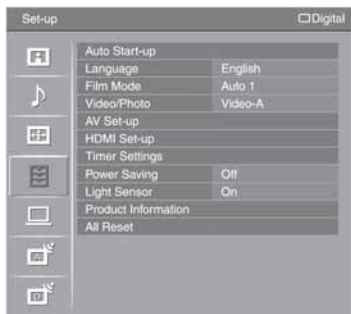 Set-up Digital
Auto Start-up
Language English
Film Mode Auto 1
Video/Photo Video-A
AV Set-up
HDMI Set-up
Timer Settings
Power Saving Off
Light Sensor On
Product Information
All Reset